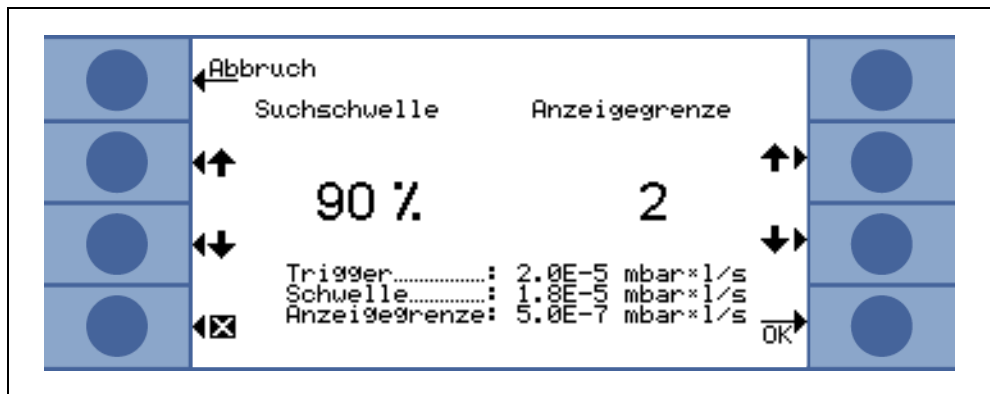 Abbruch
Suchschwelle Anzeigegrenze
90 % 2
Trigger..............: 2.0E-5 mbar×l/s
Schwelle............: 1.8E-5 mbar×l/s
Anzeigegrenze: 5.0E-7 mbar×l/s
OK